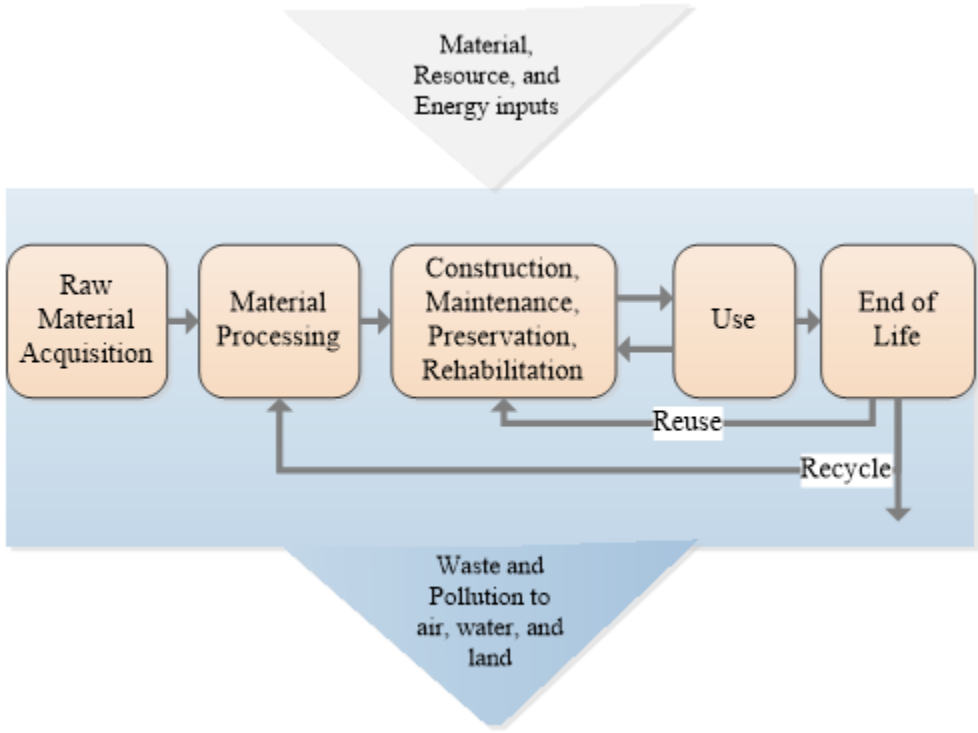 Material,
Resource, and
Energy inputs
Raw
Material
Acquisition
Material
Processing
Construction,
Maintenance,
Preservation,
Rehabilitation
Use
End of
Life
Reuse
Recycle
Waste and
Pollution to
air, water, and
land